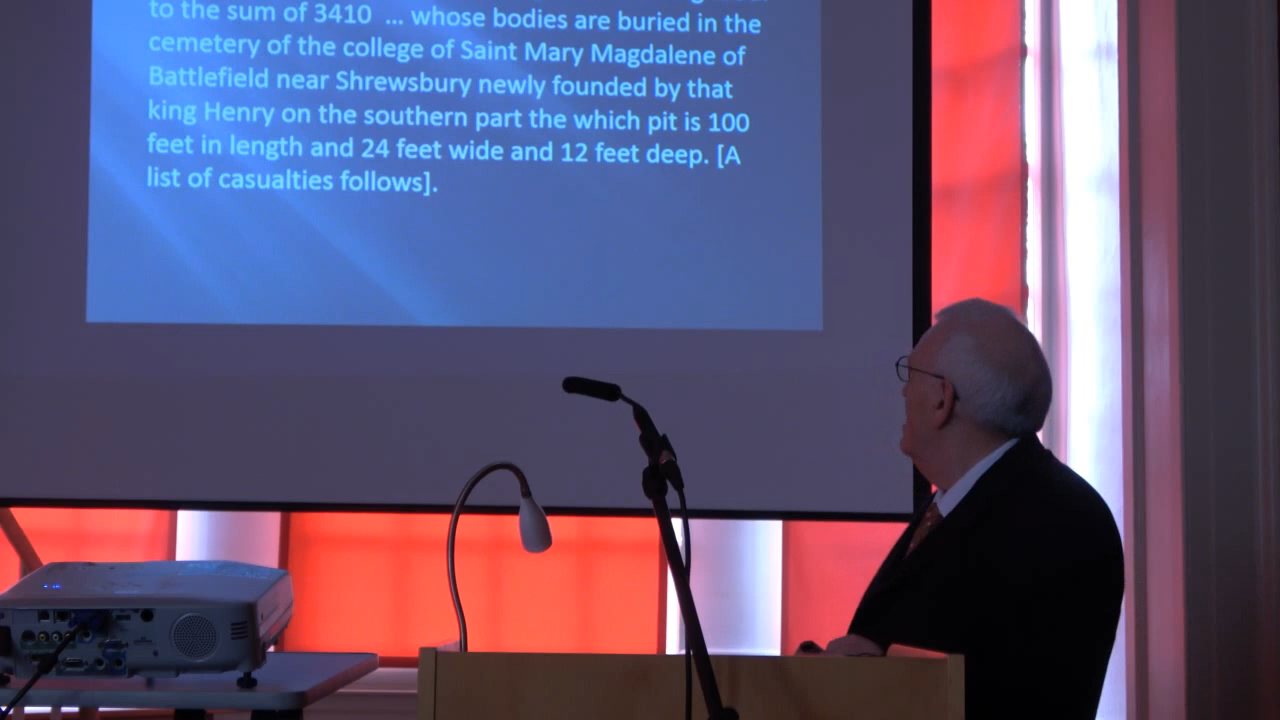 to the sum of 3410 ... whose bodies are buried in the
cemetery of the college of Saint Mary Magdalene of
Battlefield near Shrewsbury newly founded by that
king Henry on the southern part the which pit is 100
feet in length and 24 feet wide and 12 feet deep. [A
list of casualties follows].